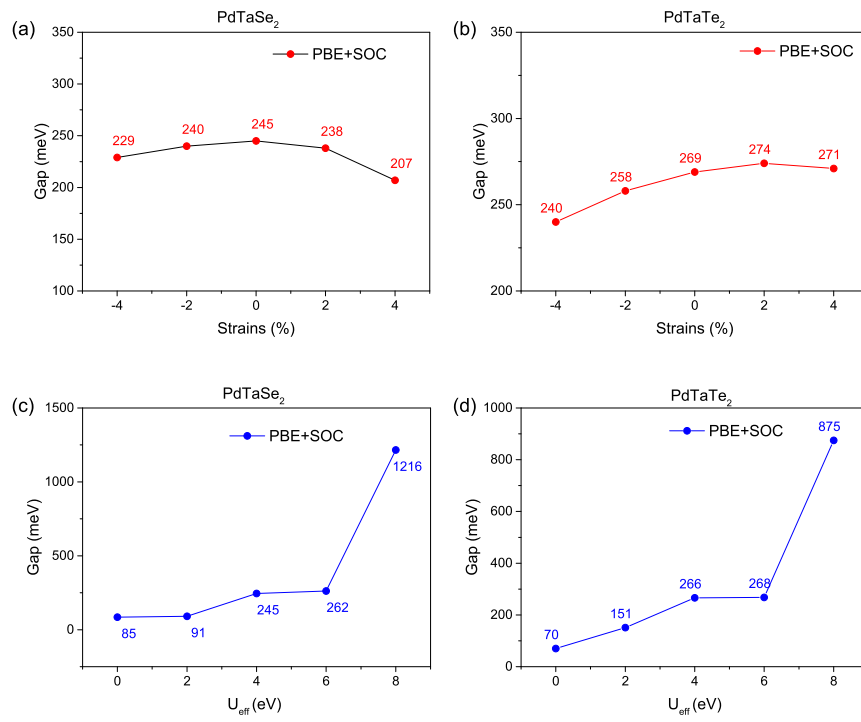 (a)
PdTaSe2
PBE+SOC
350
300
250
200
150
100
229
240
245
238
207
Gap (meV)
-4 -2 0 2 4
Strains (%)
(b)
PdTaTe2
PBE+SOC
350
300
250
200
240
258
269
274
271
Gap (meV)
-4 -2 0 2 4
Strains (%)
(c)
PdTaSe2
PBE+SOC
1500
1000
500
0
85
91
245
262
1216
Gap (meV)
0 2 4 6 8
Ueff (eV)
(d)
PdTaTe2
PBE+SOC
1000
800
600
400
200
0
70
151
266
268
875
Gap (meV)
0 2 4 6 8
Ueff (eV)